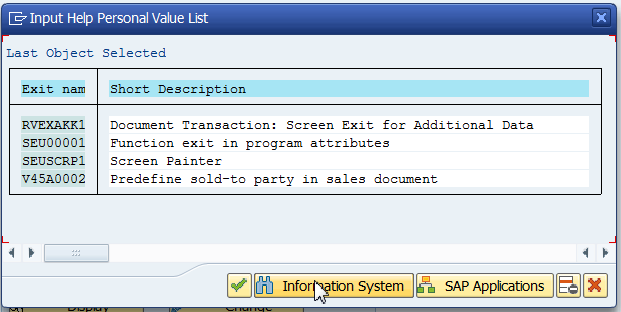 Input Help Personal Value List
Last Object Selected
Exit nam Short Description
RVEXAKK1 Document Transaction: Screen Exit for Additional Data
SEU00001 Function exit in program attributes
SEUSCRP1 Screen Painter
V45A0002 Predefine sold-to party in sales document
Information System SAP Applications
Display Change